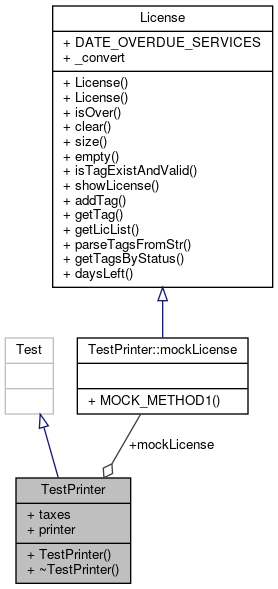 License
+ DATE_OVERDUE_SERVICES
+ _convert
+ License()
+ License()
+ isOver()
+ clear()
+ size()
+ empty()
+ isTagExistAndValid()
+ showLicense()
+ addTag()
+ getTag()
+ getLicList()
+ parseTagsFromStr()
+ getTagsByStatus()
+ daysLeft()
Test
TestPrinter::mockLicense
+ MOCK_METHOD1()
+mockLicense
TestPrinter
+ taxes
+ printer
+ TestPrinter()
+ ~TestPrinter()